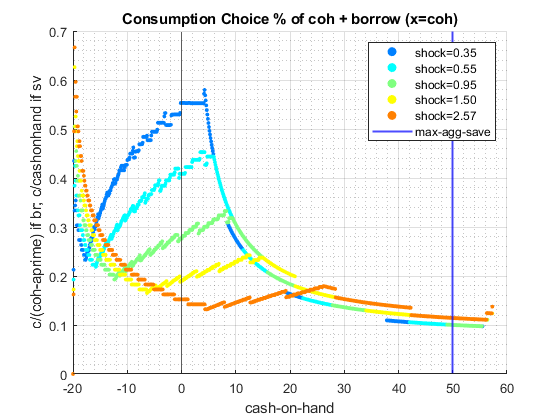 Consumption Choice % of coh + borrow (x=coh)
c/(coh-aprime) if br, c/cashonhand if sv
0.7
0.6
0.5
0.4
0.3
0.2
0.1
0
-20
-10
0
10
20
30
40
50
60
cash-on-hand
shock=0.35
shock=0.55
shock=0.95
shock=1.50
shock=2.57
max-agg-save